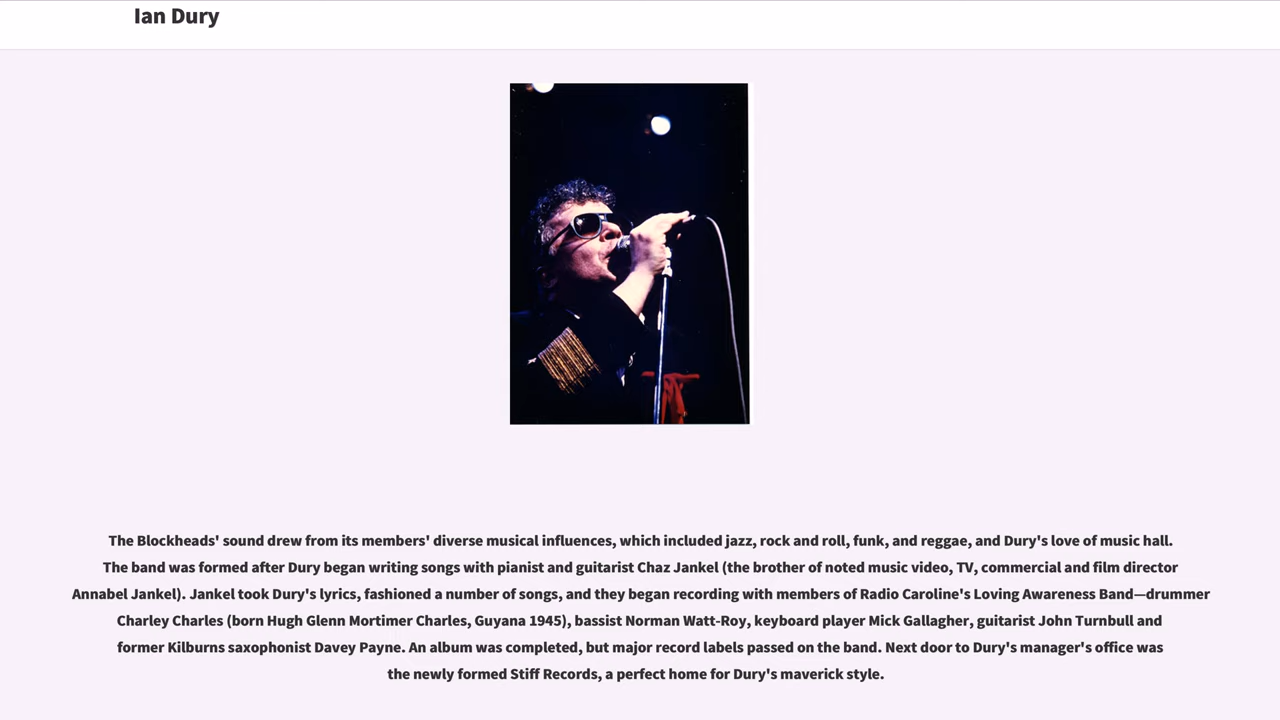 Ian Dury
The Blockheads' sound drew from its members' diverse musical influences, which included jazz, rock and roll, funk, and reggae, and Dury's love of music hall.
The band was formed after Dury began writing songs with pianist and guitarist Chaz Jankel (the brother of noted music video, TV, commercial and film director
Annabel Jankel). Jankel took Dury's lyrics, fashioned a number of songs, and they began recording with members of Radio Caroline's Loving Awareness Band—drummer
Charley Charles (born Hugh Glenn Mortimer Charles, Guyana 1945), bassist Norman Watt-Roy, keyboard player Mick Gallagher, guitarist John Turnbull and
former Kilburns saxophonist Davey Payne. An album was completed, but major record labels passed on the band. Next door to Dury's manager's office was
the newly formed Stiff Records, a perfect home for Dury's maverick style.